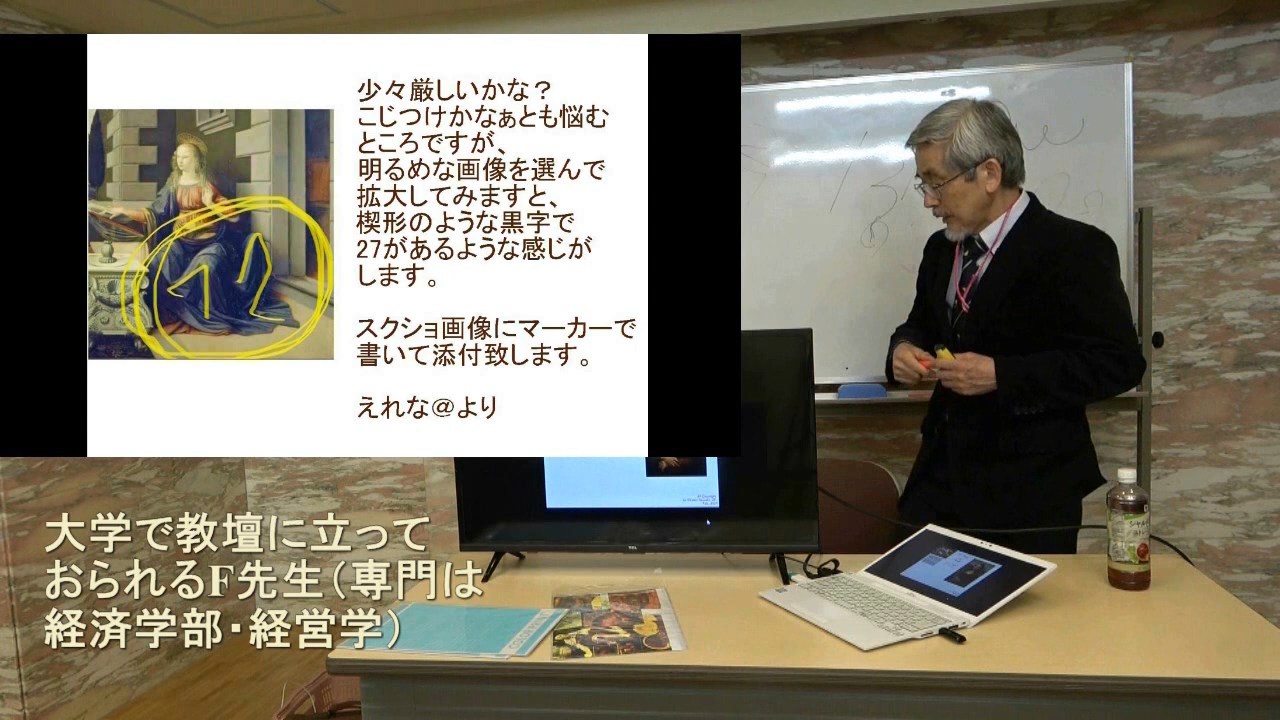 少々厳しいかな？
こじつけかなぁとも悩む
ところですが、
明るめな画像を選んで
拡大してみますと、
楔形のような黒字で
27があるような感じが
します。
スクショ画像にマーカーで
書いて添付致します。
えれな＠より
大学で教壇に立って
おられるF先生（専門は
経済学部・経営学）
TCL